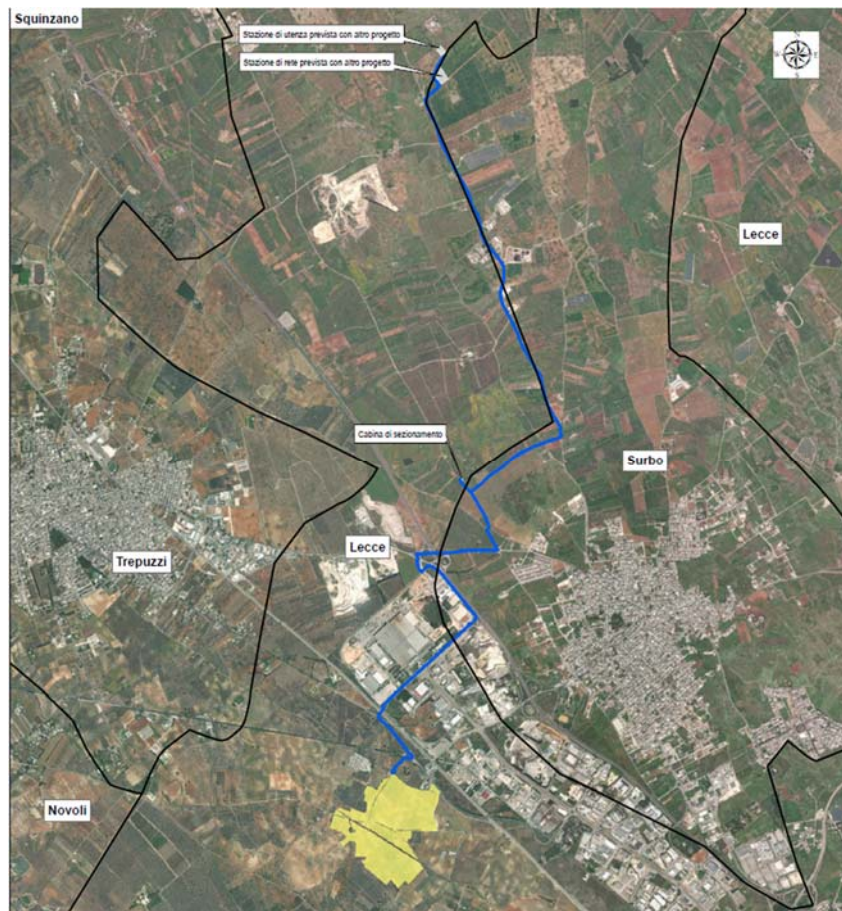 Squinzano
Stazione di utenza prevista con altro progetto
Stazione di rete prevista con altro progetto
N
W
E
S
Lecce
Cabina di sezionamento
Surbo
Lecce
Trepuzzi
Novoli